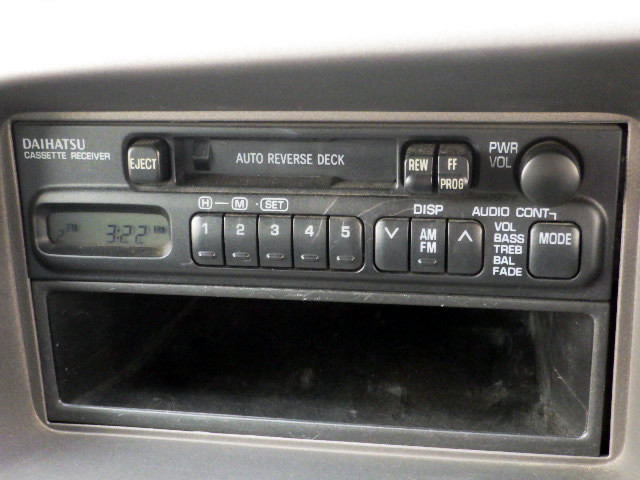 DAIHATSU
CASSETTE RECEIVER
EJECT
AUTO REVERSE DECK
REW
FF
PROG
PWR
VOL
H M SET
1 2 3 4 5
DISP
AM
FM
AUDIO CONT
VOL
BASS
TREB
BAL
FADE
MODE
3:22